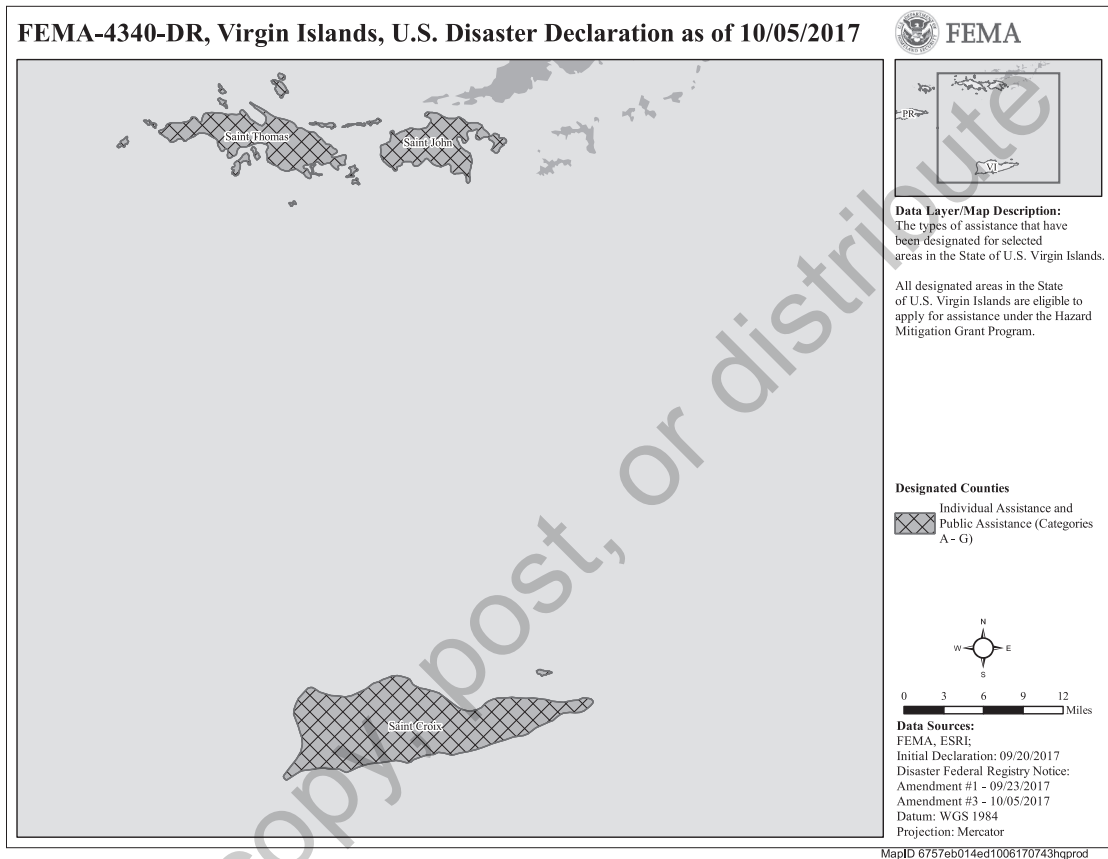 FEMA-4340-DR, Virgin Islands, U.S. Disaster Declaration as of 10/05/2017
FEMA
Saint Thomas
Saint John
Saint Croix
PR
VI
Data Layer/Map Description:
The types of assistance that have
been designated for selected
areas in the State of U.S. Virgin Islands.
All designated areas in the State
of U.S. Virgin Islands are eligible to
apply for assistance under the Hazard
Mitigation Grant Program.
Designated Counties
Individual Assistance and
Public Assistance (Categories
A - G)
N
W E
S
0 3 6 9 12
Miles
Data Sources:
FEMA, ESRI;
Initial Declaration: 09/20/2017
Disaster Federal Registry Notice:
Amendment #1 - 09/23/2017
Amendment #3 - 10/05/2017
Datum: WGS 1984
Projection: Mercator
MapID 6757eb014ed1006170743hqprod
copy, post, or distribute